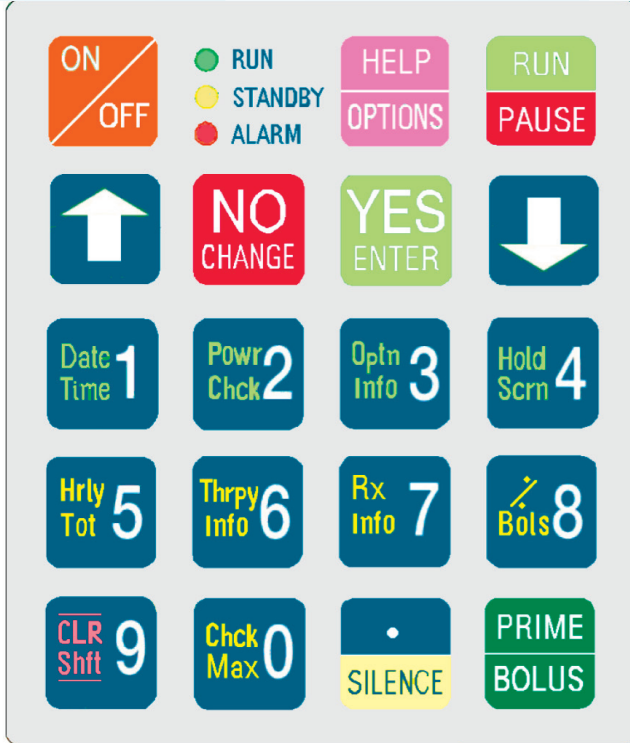 ON
OFF
RUN
STANDBY
ALARM
HELP
OPTIONS
RUN
PAUSE
NO
CHANGE
YES
ENTER
Date
Time
1
Powr
Chck
2
Optn
Info
3
Hold
Scrn
4
Hrly
Tot
5
Thrpy
Info
6
Rx
Info
7
⁒
Bols
8
CLR
Shft
9
Chck
Max
0
.
SILENCE
PRIME
BOLUS